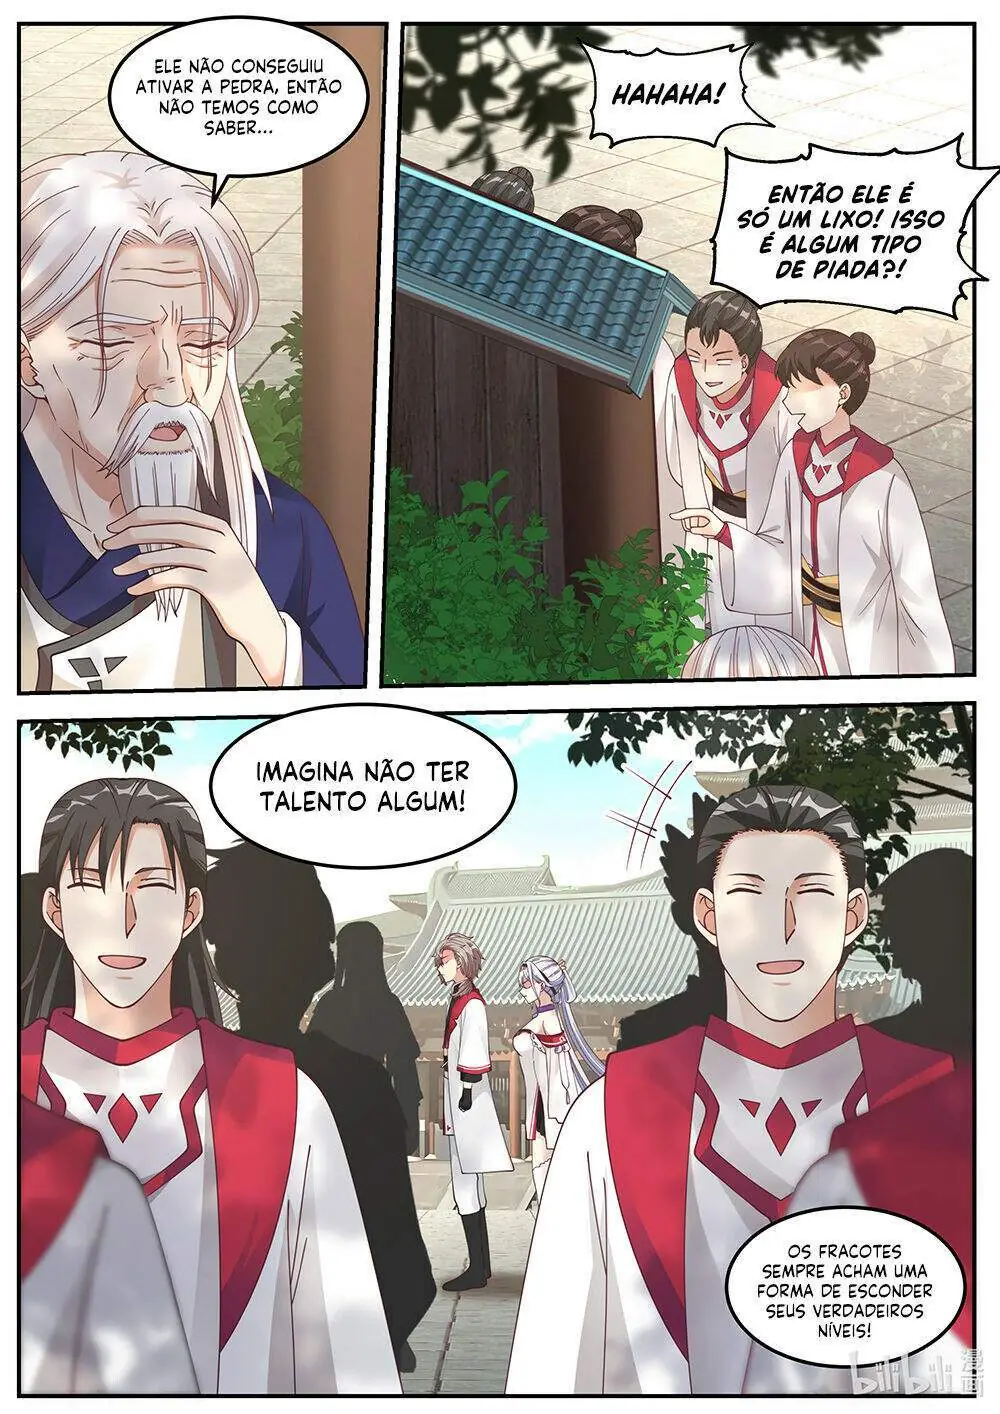 ELE NÃO CONSEGUIU
ATIVAR A PEDRA, ENTÃO
NÃO TEMOS COMO
SABER...
HAHAHA!
ENTÃO ELE É
SÓ UM LIXO! ISSO
É ALGUM TIPO
DE PIADA?!
IMAGINA NÃO TER
TALENTO ALGUM!
OS FRACOTES
SEMPRE ACHAM UMA
FORMA DE ESCONDER
SEUS VERDADEIROS
NÍVEIS!
bilibili 漫画